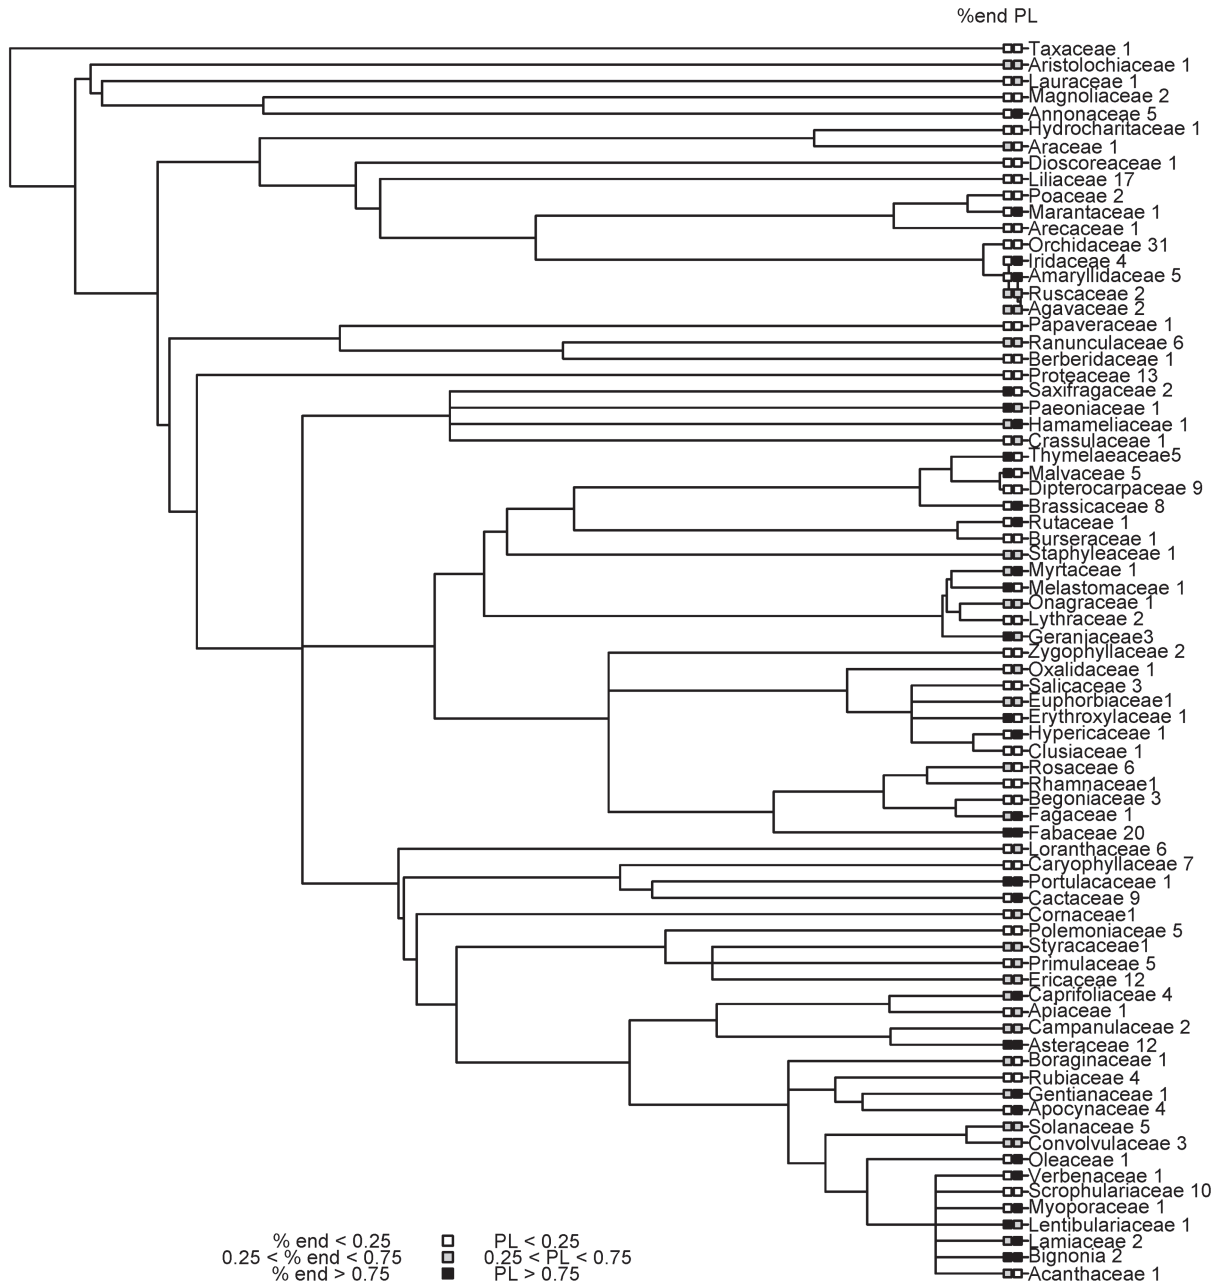 %end PL
Taxaceae 1
Aristolochiaceae 1
Lauraceae 1
Magnoliaceae 2
Annonaceae 5
Hydrocharitaceae 1
Araceae 1
Dioscoreaceae 1
Liliaceae 17
Poaceae 2
Marantaceae 1
Arecaceae 1
Orchidaceae 31
Iridaceae 4
Amaryllidaceae 5
Ruscaceae 2
Agavaceae 2
Papaveraceae 1
Ranunculaceae 6
Berberidaceae 1
Proteaceae 13
Saxifragaceae 2
Paeoniaceae 1
Hamameliaceae 1
Crassulaceae 1
Thymelaeaceae5
Malvaceae 5
Dipterocarpaceae 9
Brassicaceae 8
Rutaceae 1
Burseraceae 1
Staphyleaceae 1
Myrtaceae 1
Melastomaceae 1
Onagraceae 1
Lythraceae 2
Geraniaceae3
Zygophyllaceae 2
Oxalidaceae 1
Salicaceae 3
Euphorbiaceae1
Erythroxylaceae 1
Hypericaceae 1
Clusiaceae 1
Rosaceae 6
Rhamnaceae1
Begoniaceae 3
Fagaceae 1
Fabaceae 20
Loranthaceae 6
Caryophyllaceae 7
Portulacaceae 1
Cactaceae 9
Cornaceae1
Polemoniaceae 5
Styracaceae1
Primulaceae 5
Ericaceae 12
Caprifoliaceae 4
Apiaceae 1
Campanulaceae 2
Asteraceae 12
Boraginaceae 1
Rubiaceae 4
Gentianaceae 1
Apocynaceae 4
Solanaceae 5
Convolvulaceae 3
Oleaceae 1
Verbenaceae 1
Scrophulariaceae 10
Myoporaceae 1
Lentibulariaceae 1
Lamiaceae 2
Bignonia 2
Acanthaceae 1
% end < 0.25 PL < 0.25
0.25 < % end < 0.75 0.25 < PL < 0.75
% end > 0.75 PL > 0.75